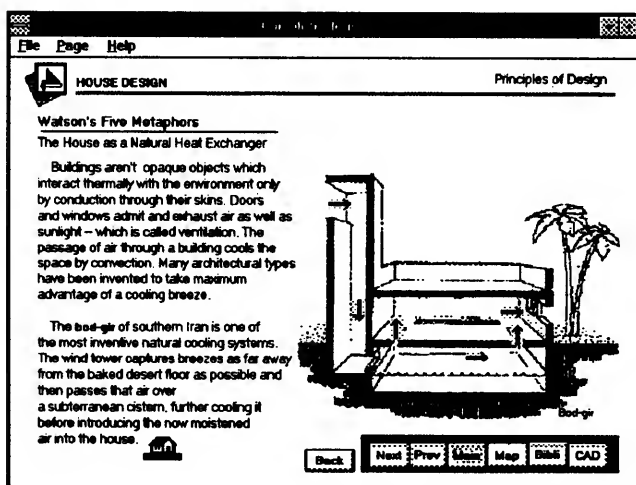 File Page Help
HOUSE DESIGN
Principles of Design
Watson's Five Metaphors
The House as a Natural Heat Exchanger
Buildings aren't opaque objects which
interact thermally with the environment only
by conduction through their skins. Doors
and windows admit and exhaust air as well as
sunlight – which is called ventilation. The
passage of air through a building cools the
space by convection. Many architectural types
have been invented to take maximum
advantage of a cooling breeze.
The bad-gir of southern Iran is one of
the most inventive natural cooling systems.
The wind tower captures breezes as far away
from the baked desert floor as possible and
then passes that air over
a subterranean cistern, further cooling it
before introducing the now moistened
air into the house.
Bad-gir
Back Next Prev Map Bibli CAD